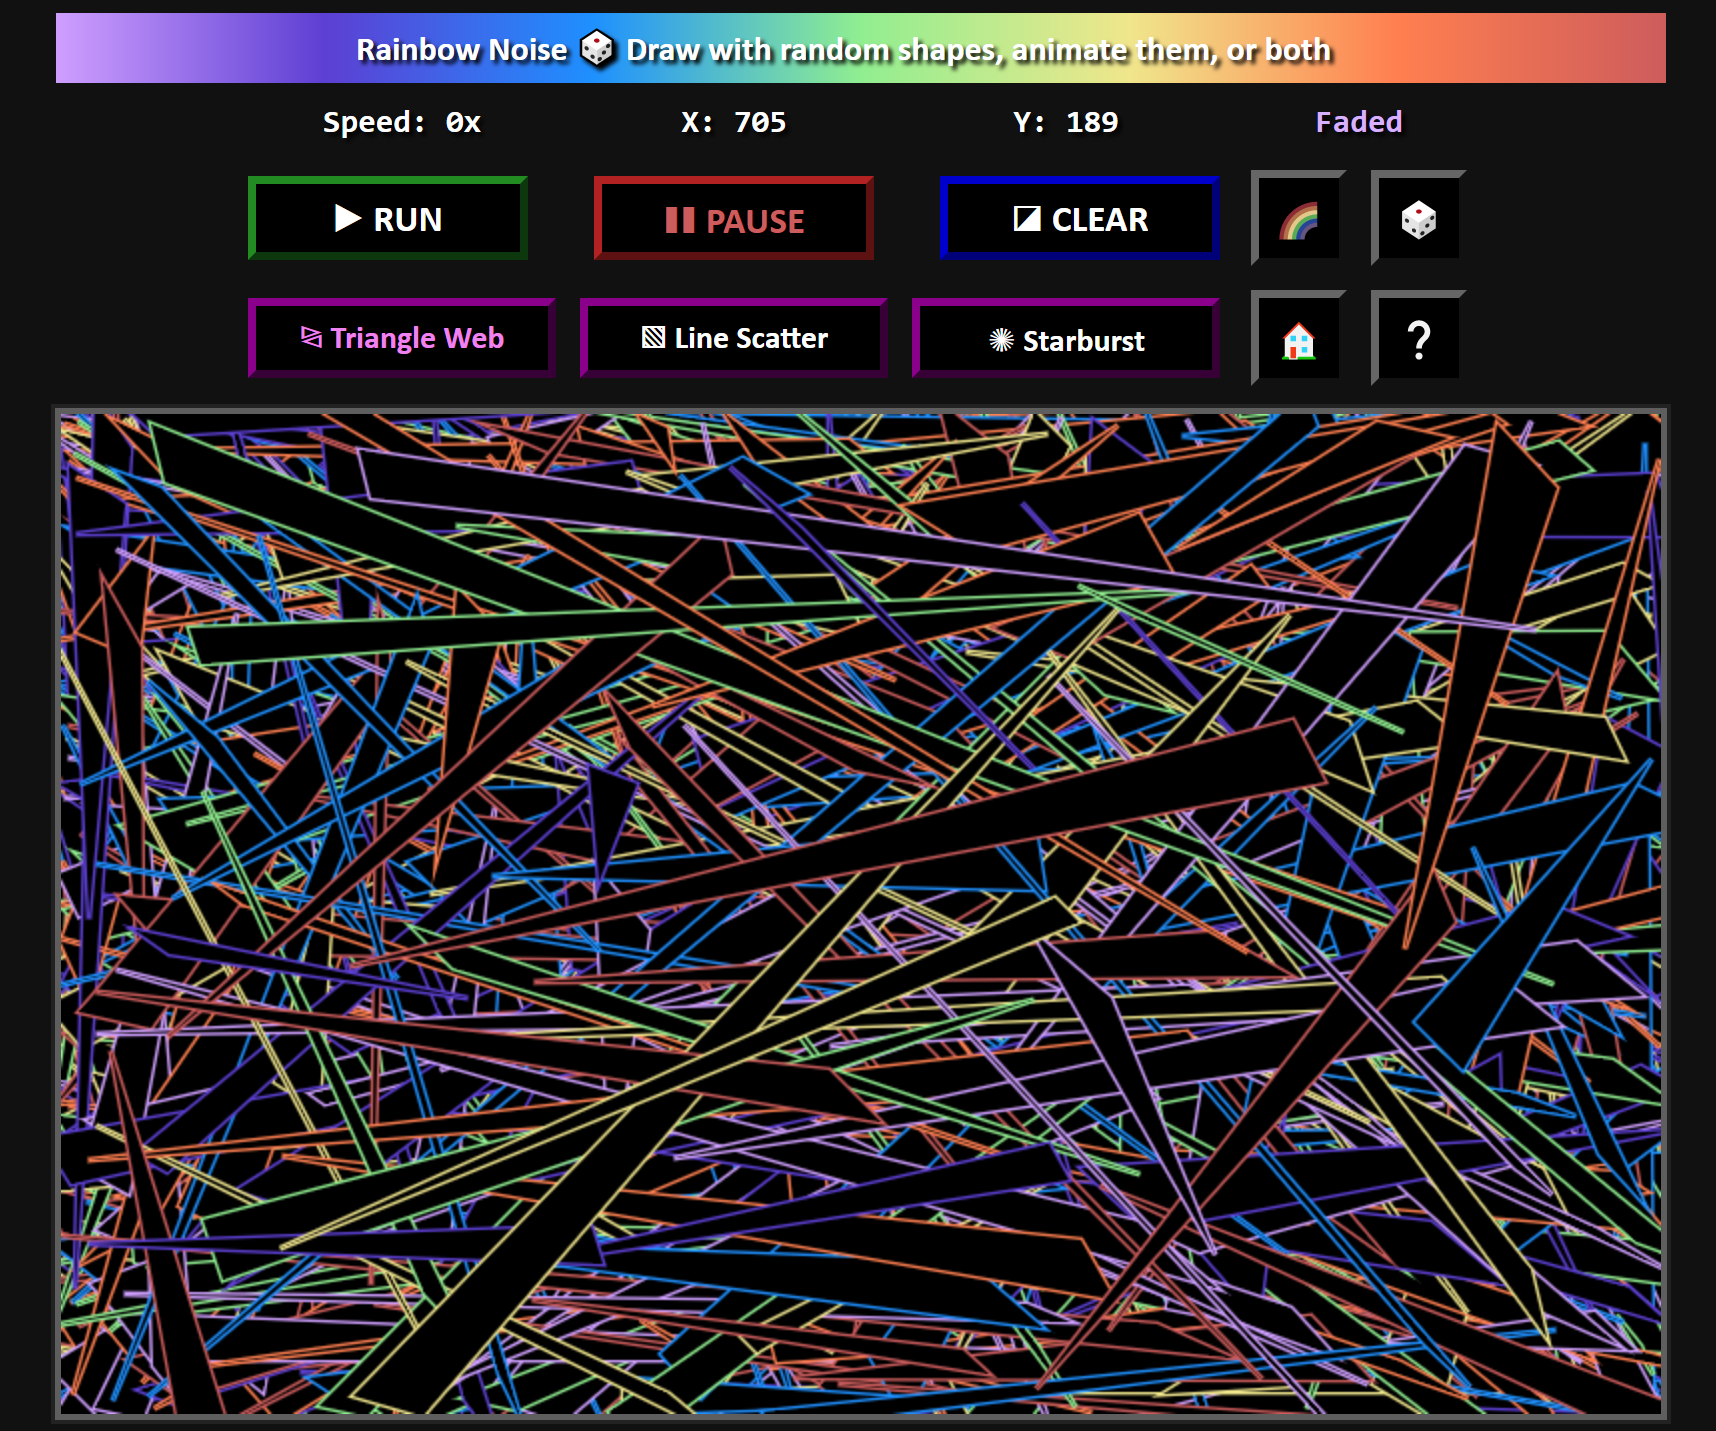 Rainbow Noise 🎲 Draw with random shapes, animate them, or both
Speed: 0x X: 705 Y: 189 Faded
▶ RUN ❚❚ PAUSE ◪ CLEAR
Triangle Web ▧ Line Scatter ✺ Starburst ?